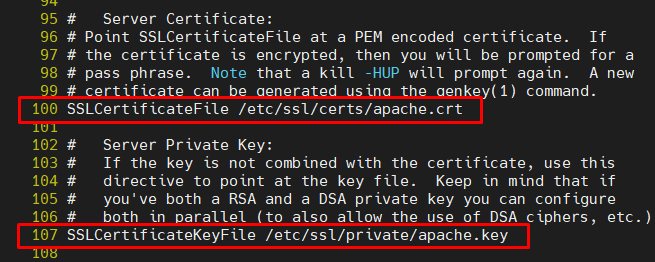 94
95 #   Server Certificate:
96 # Point SSLCertificateFile at a PEM encoded certificate.  If
97 # the certificate is encrypted, then you will be prompted for a
98 # pass phrase.  Note that a kill -HUP will prompt again.  A new
99 # certificate can be generated using the genkey(1) command.
100 SSLCertificateFile /etc/ssl/certs/apache.crt
101
102 #   Server Private Key:
103 #   If the key is not combined with the certificate, use this
104 #   directive to point at the key file.  Keep in mind that if
105 #   you've both a RSA and a DSA private key you can configure
106 #   both in parallel (to also allow the use of DSA ciphers, etc.)
107 SSLCertificateKeyFile /etc/ssl/private/apache.key
108